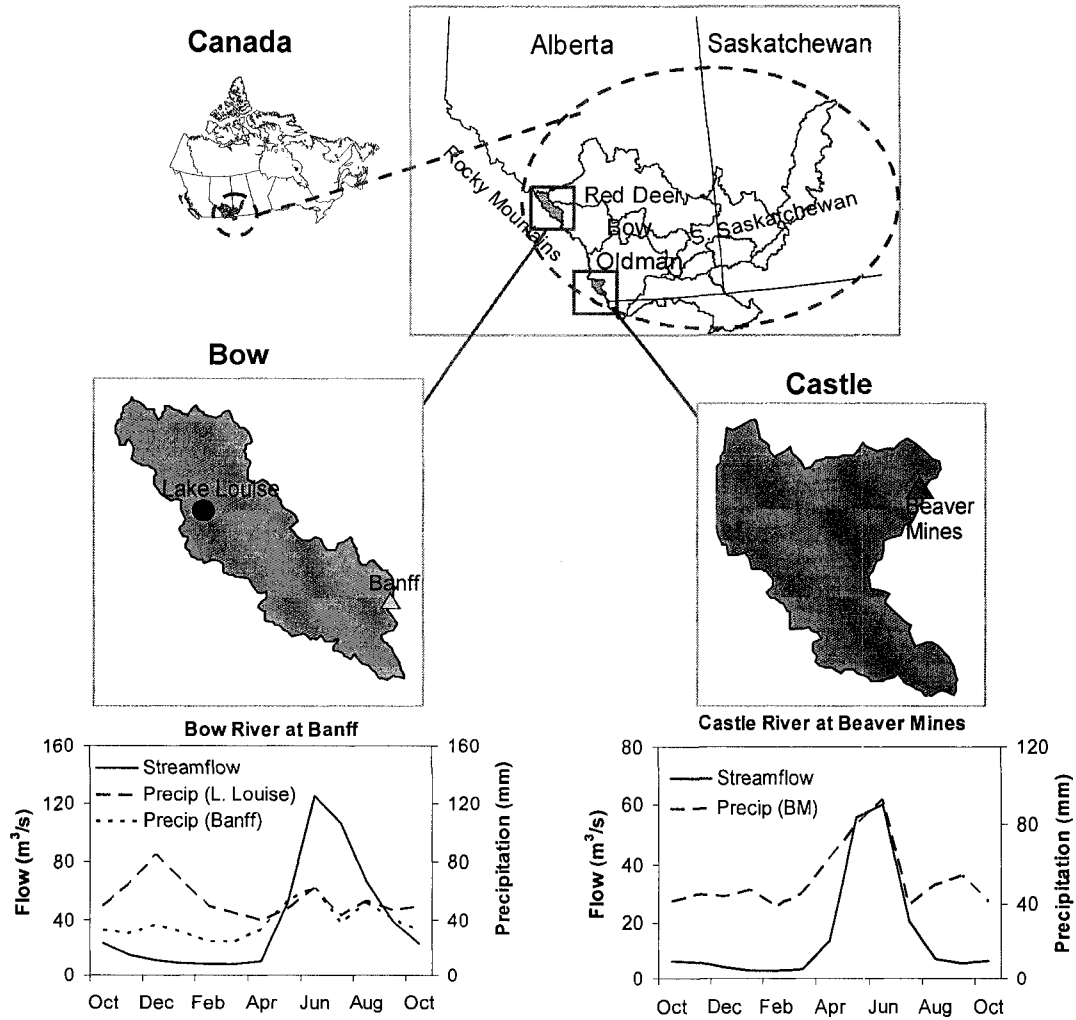 Canada
Alberta
Saskatchewan
Rocky Mountains
Red Deer
Bow
S. Saskatchewan
Oldman
Bow
Lake Louise
Banff
Castle
Beaver
Mines
Bow River at Banff
Flow (m³/s)
160
120
80
40
0
Streamflow
Precip (L. Louise)
Precip (Banff)
160
120
80
40
0
Precipitation (mm)
Oct Dec Feb Apr Jun Aug Oct
Castle River at Beaver Mines
Flow (m³/s)
80
60
40
20
0
Streamflow
Precip (BM)
120
80
40
0
Precipitation (mm)
Oct Dec Feb Apr Jun Aug Oct